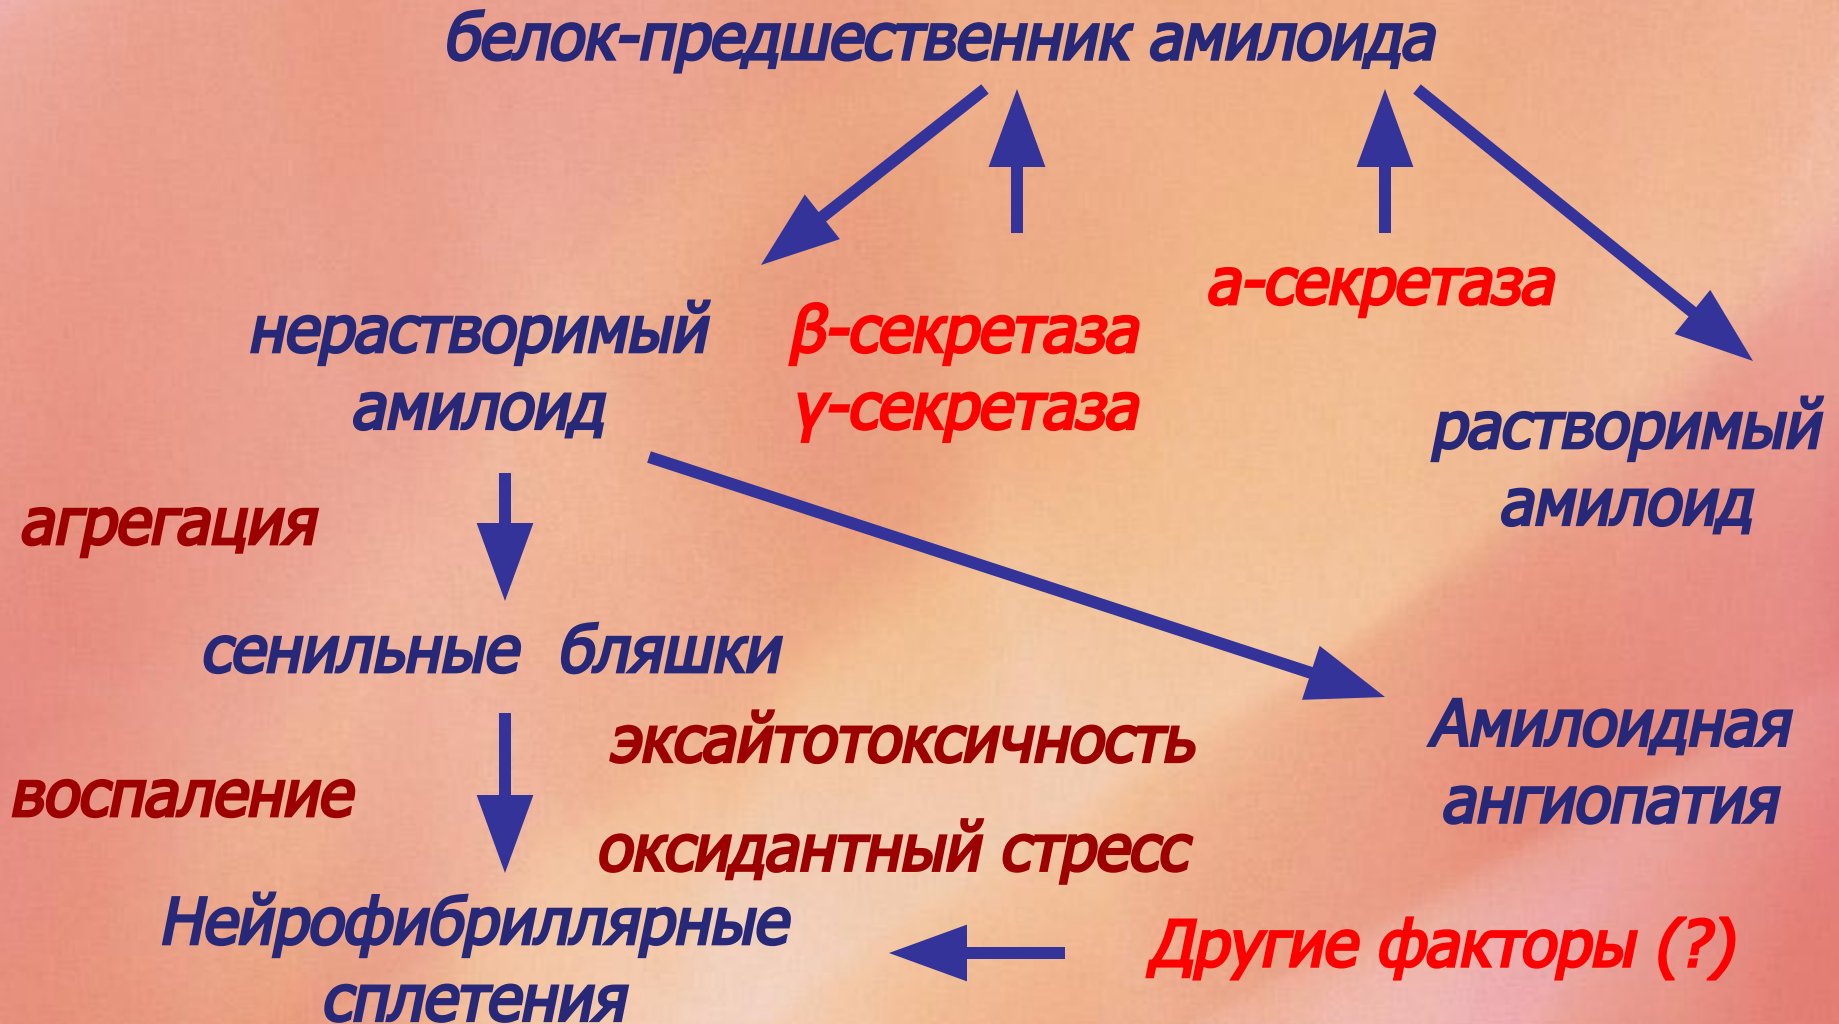 белок-предшественник амилоида
а-секретаза
нерастворимый
амилоид
β-секретаза
γ-секретаза
растворимый
амилоид
агрегация
сенильные бляшки
эксайтотоксичность
Амилоидная
ангиопатия
воспаление
оксидантный стресс
Нейрофибриллярные
сплетения
Другие факторы (?)